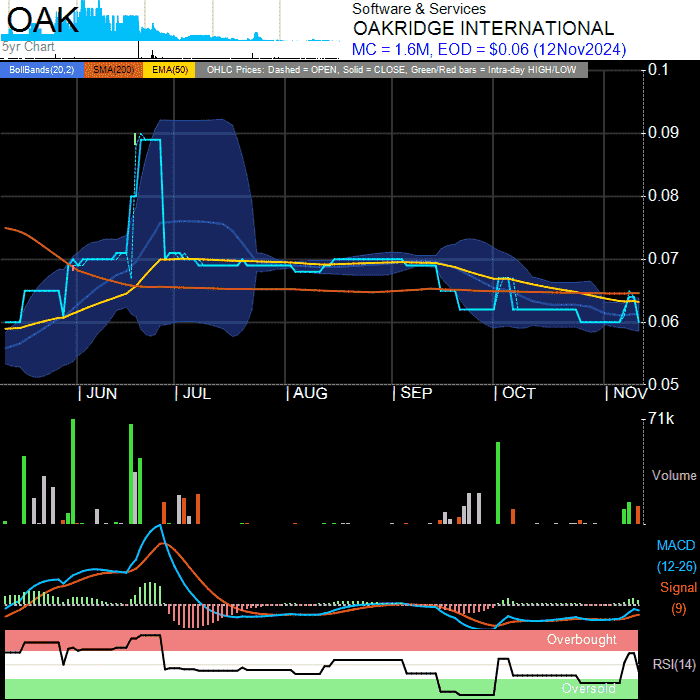 OAK
5yr Chart
Software & Services
OAKRIDGE INTERNATIONAL
MC = 1.6M, EOD = $0.06 (12Nov2024)
BollBands(20,2) SMA(200) EMA(50) OHLC Prices: Dashed = OPEN, Solid = CLOSE, Green/Red bars = Intra-day HIGH/LOW
0.1
0.09
0.08
0.07
0.06
0.05
JUN JUL AUG SEP OCT NOV
71k
Volume
MACD
(12-26)
Signal
(9)
Overbought
RSI(14)
Oversold